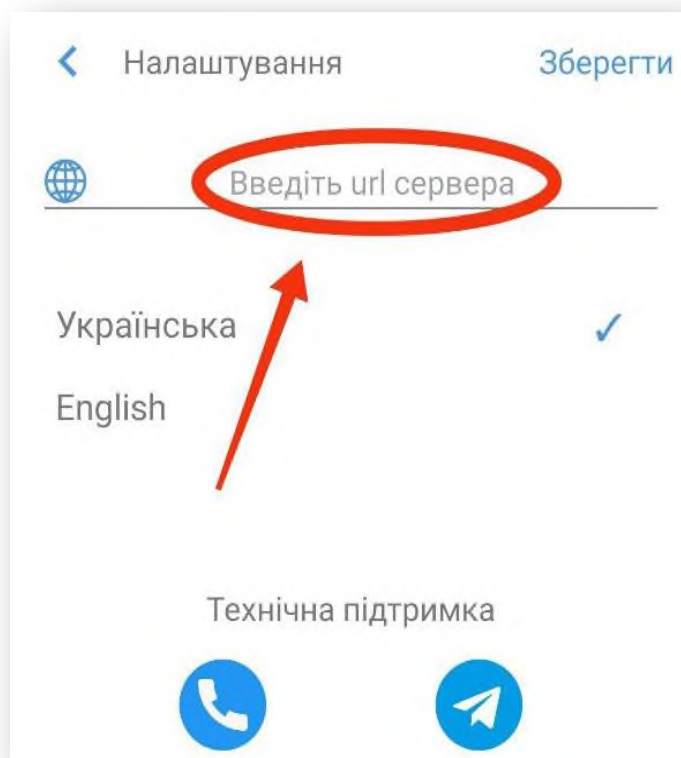 Налаштування Зберегти
Введіть url сервера
Українська
English
Технічна підтримка